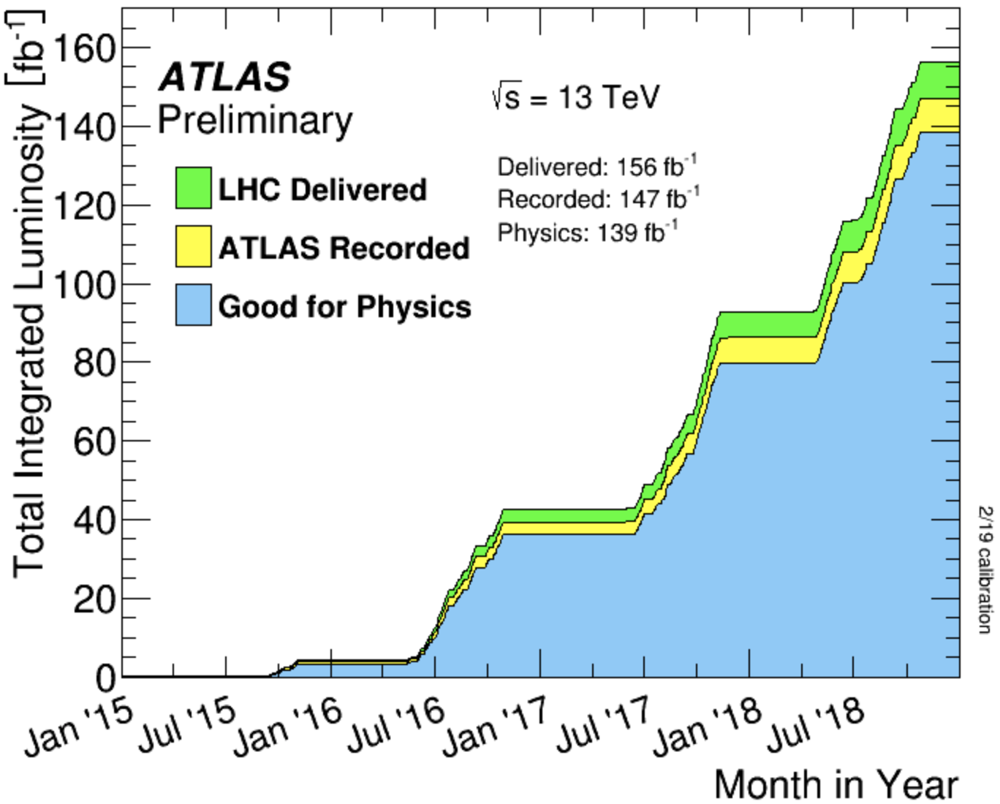 Total Integrated Luminosity [fb⁻¹]
160
140
120
100
80
60
40
20
0
ATLAS
Preliminary
LHC Delivered
ATLAS Recorded
Good for Physics
√s = 13 TeV
Delivered: 156 fb⁻¹
Recorded: 147 fb⁻¹
Physics: 139 fb⁻¹
2/19 calibration
Jan '15 Jul '15 Jan '16 Jul '16 Jan '17 Jul '17 Jan '18 Jul '18
Month in Year